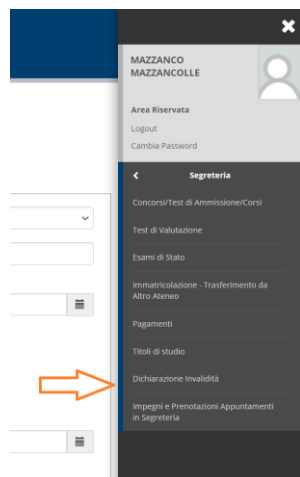 MAZZANCO
MAZZANCOLLE
Area Riservata
Logout
Cambia Password
Segreteria
Concorsi/Test di Ammissione/Corsi
Test di Valutazione
Esami di Stato
Immatricolazione - Trasferimento da
Altro Ateneo
Pagamenti
Titoli di studio
Dichiarazione Invalidità
Impegni e Prenotazioni Appuntamenti
in Segreteria